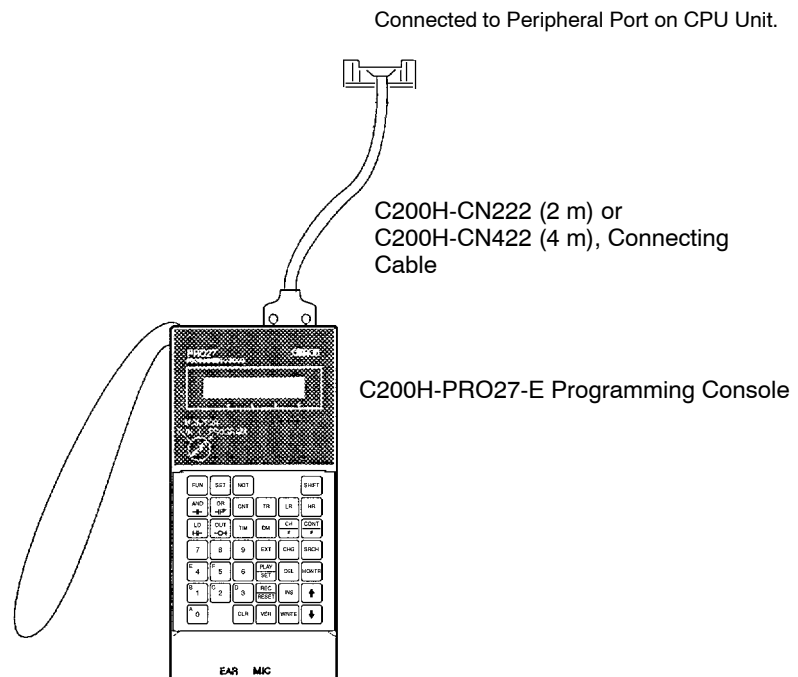 Connected to Peripheral Port on CPU Unit.
C200H-CN222 (2 m) or
C200H-CN422 (4 m), Connecting
Cable
PRO27
OMRON
C200H-PRO27-E Programming Console
FUN SET NOT SHIFT
AND OR CNT TR LR HR
LD OUT TIM DM CH * CONT #
7 8 9 EXT CHG SRCH
E 4 F 5 6 PLAY SET DEL MONTR
B 1 C 2 D 3 REC RESET INS ↑
A 0 CLR VER WRITE ↓
EAR MIC